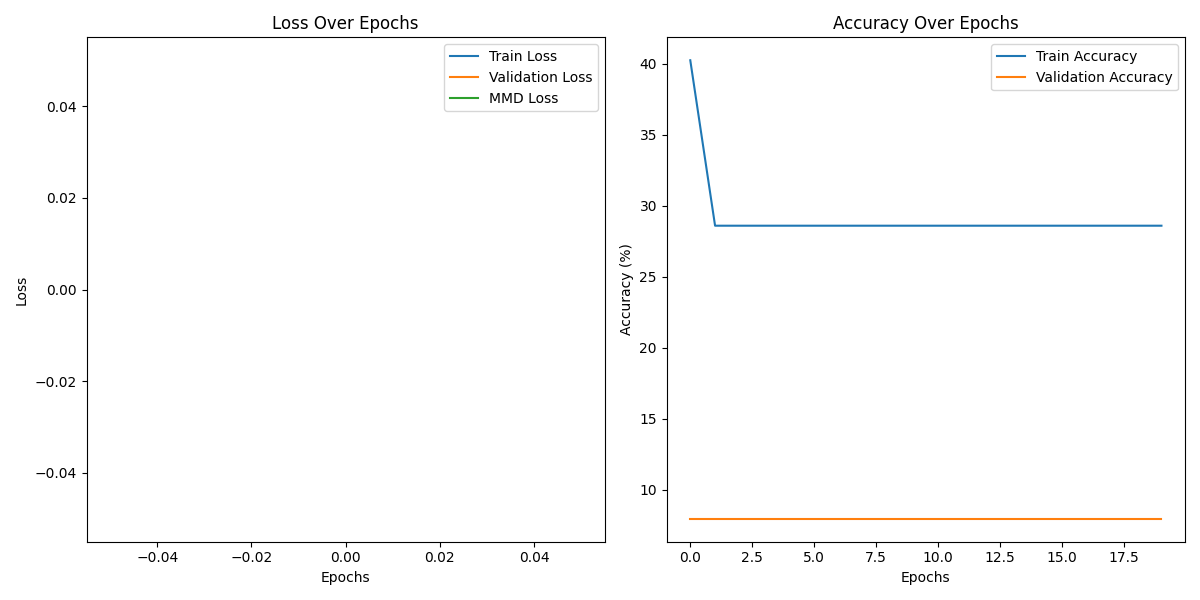 Loss Over Epochs
Train Loss
Validation Loss
MMD Loss
0.04
0.02
0.00
−0.02
−0.04
Loss
−0.04
−0.02
0.00
0.02
0.04
Epochs
Accuracy Over Epochs
Train Accuracy
Validation Accuracy
40
35
30
25
20
15
10
Accuracy (%)
0.0
2.5
5.0
7.5
10.0
12.5
15.0
17.5
Epochs